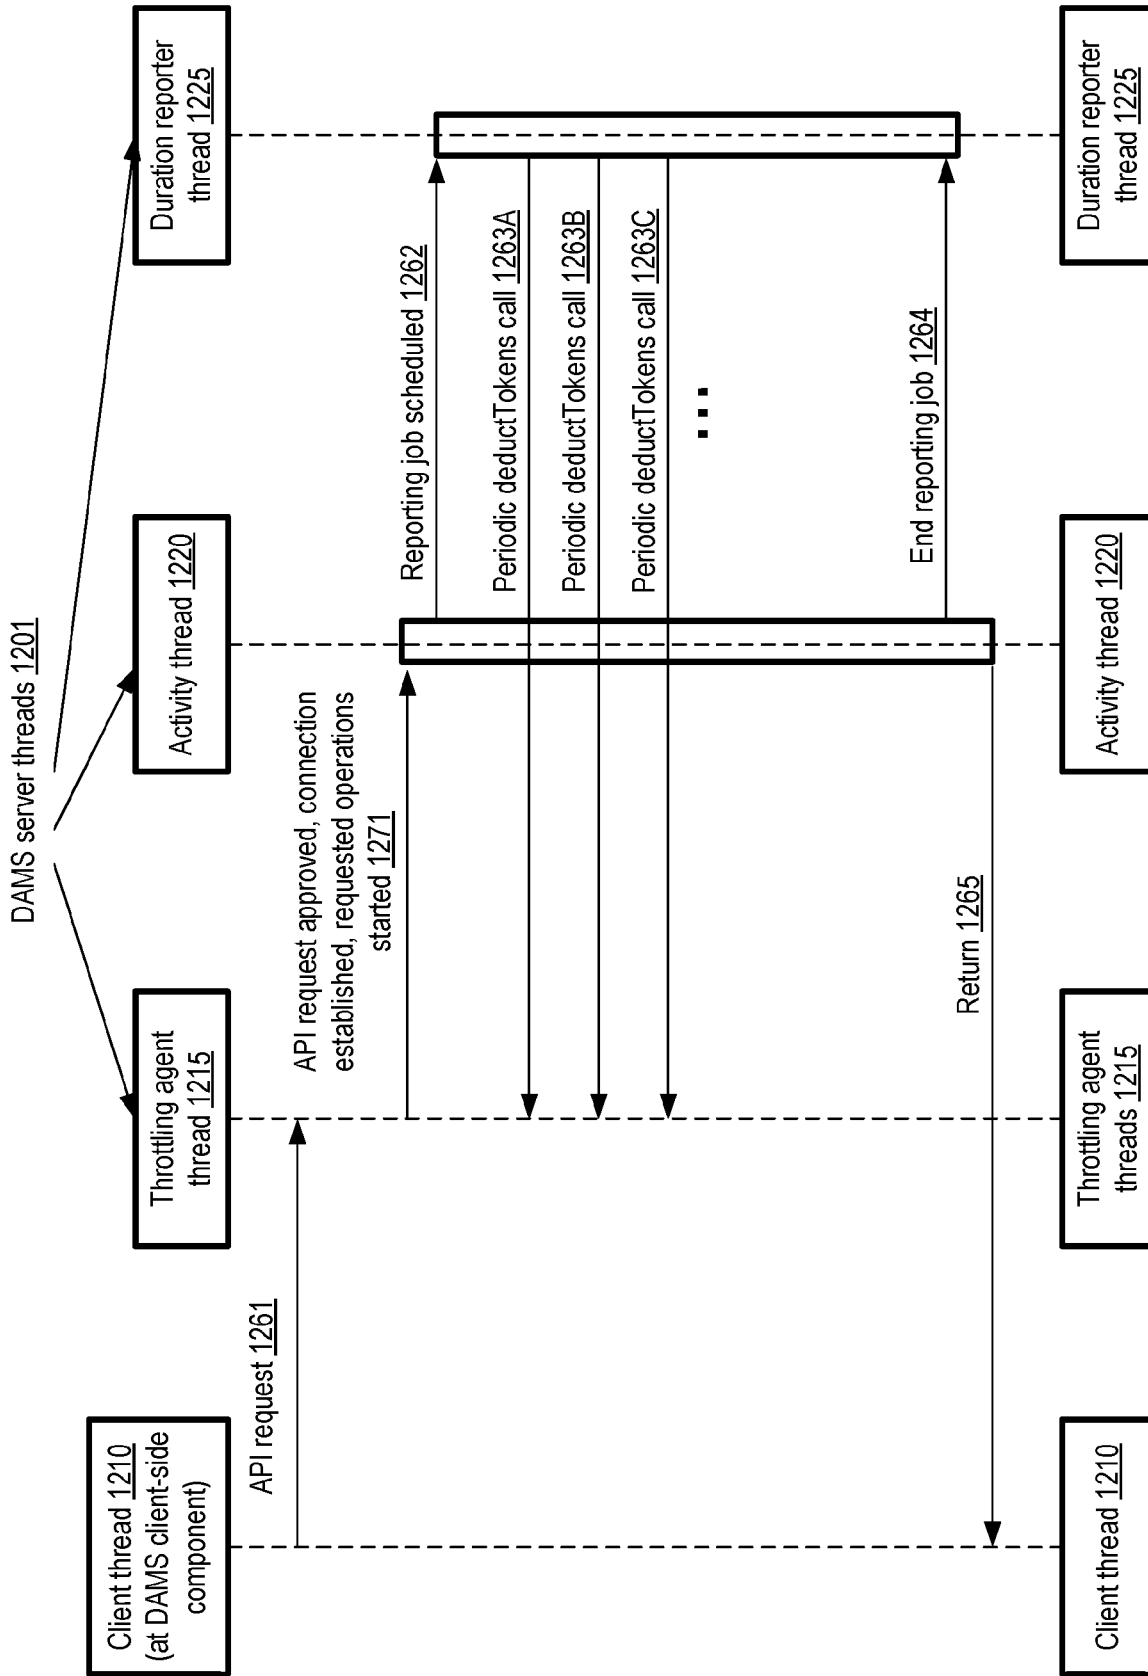 DAMS server threads 1201
Client thread 1210
(at DAMS client-side
component)
Throttling agent
thread 1215
Activity thread 1220
Duration reporter
thread 1225
API request 1261
API request approved, connection
established, requested operations
started 1271
Reporting job scheduled 1262
Periodic deductTokens call 1263A
Periodic deductTokens call 1263B
Periodic deductTokens call 1263C
...
End reporting job 1264
Return 1265
Client thread 1210
Throttling agent
threads 1215
Activity thread 1220
Duration reporter
thread 1225